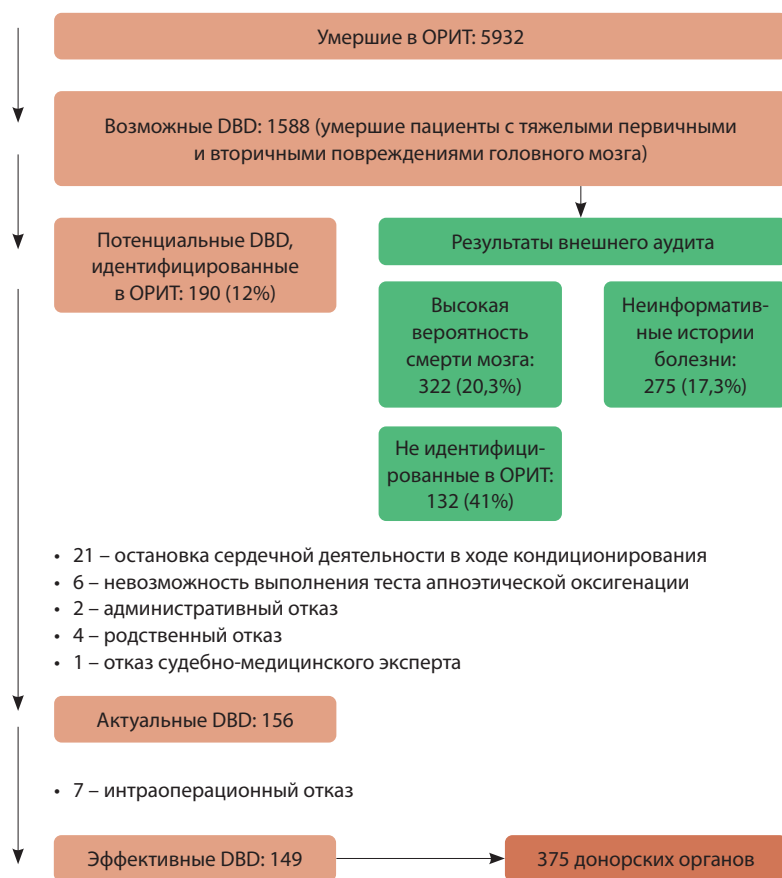 Умершие в ОРИТ: 5932
Возможные DBD: 1588 (умершие пациенты с тяжелыми первичными
и вторичными повреждениями головного мозга)
Потенциальные DBD,
идентифицированные
в ОРИТ: 190 (12%)
Результаты внешнего аудита
Высокая
вероятность
смерти мозга:
322 (20,3%)
Неинформатив-
ные истории
болезни:
275 (17,3%)
Не идентифици-
рованные в ОРИТ:
132 (41%)
• 21 – остановка сердечной деятельности в ходе кондиционирования
• 6 – невозможность выполнения теста апноэтической оксигенации
• 2 – административный отказ
• 4 – родственный отказ
• 1 – отказ судебно-медицинского эксперта
Актуальные DBD: 156
• 7 – интраоперационный отказ
Эффективные DBD: 149
375 донорских органов